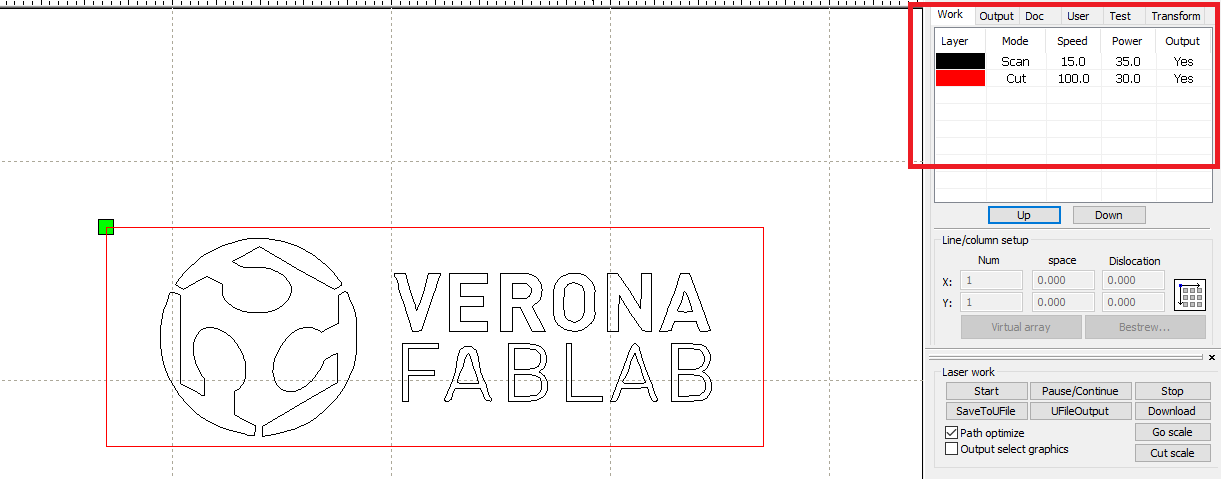 Work Output Doc User Test Transform
Layer Mode Speed Power Output
Scan 15.0 35.0 Yes
Cut 100.0 30.0 Yes
Up Down
Line/column setup
Num space Dislocation
X: 1 0.000 0.000
Y: 1 0.000 0.000
Virtual array Bestrew...
Laser work
Start Pause/Continue Stop
SaveToUFile UFileOutput Download
Path optimize Go scale
Output select graphics Cut scale
VERONA
FABLAB